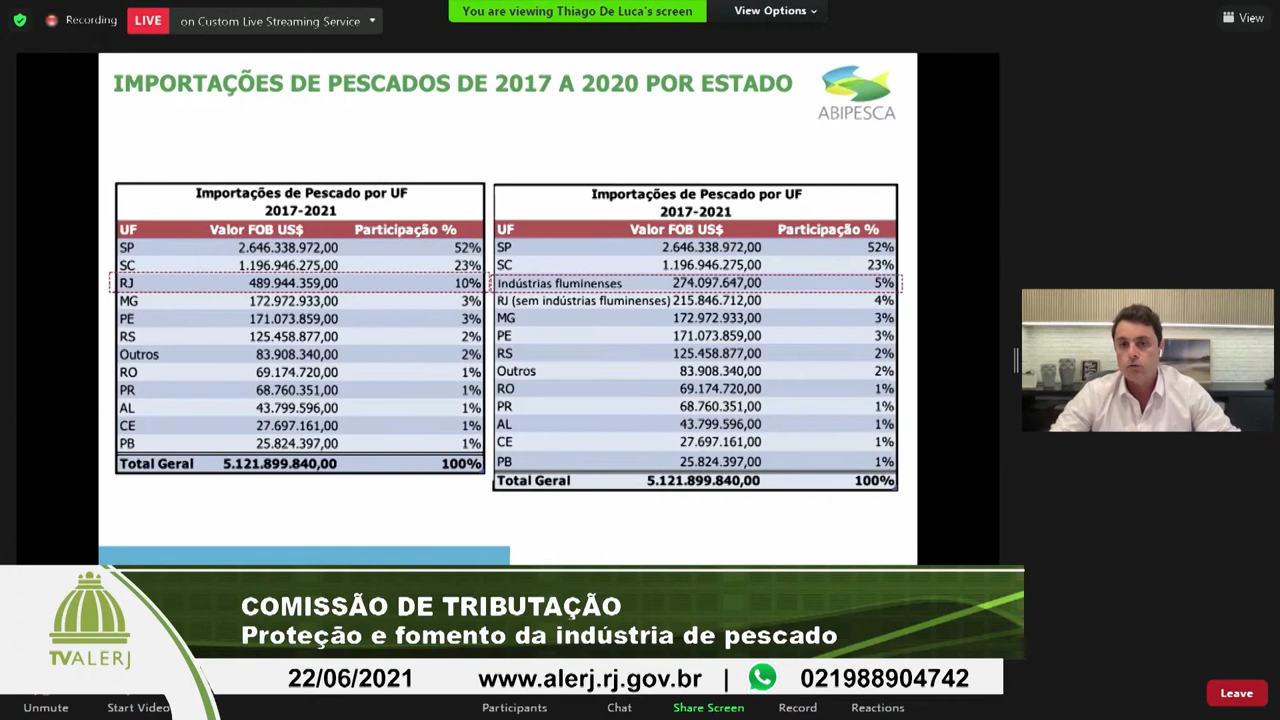 Recording
LIVE
on Custom Live Streaming Service
You are viewing Thiago De Luca's screen
View Options
View
IMPORTAÇÕES DE PESCADOS DE 2017 A 2020 POR ESTADO
ABIPESCA
Importações de Pescado por UF
2017-2021
UF Valor FOB US$ Participação %
SP 2.646.338.972,00 52%
SC 1.196.946.275,00 23%
RJ 489.944.359,00 10%
MG 172.972.933,00 3%
PE 171.073.859,00 3%
RS 125.458.877,00 2%
Outros 83.908.340,00 2%
RO 69.174.720,00 1%
PR 68.760.351,00 1%
AL 43.799.596,00 1%
CE 27.697.161,00 1%
PB 25.824.397,00 1%
Total Geral 5.121.899.840,00 100%
Importações de Pescado por UF
2017-2021
UF Valor FOB US$ Participação %
SP 2.646.338.972,00 52%
SC 1.196.946.275,00 23%
Indústrias fluminenses 274.097.647,00 5%
RJ (sem indústrias fluminenses) 215.846.712,00 4%
MG 172.972.933,00 3%
PE 171.073.859,00 3%
RS 125.458.877,00 2%
Outros 83.908.340,00 2%
RO 69.174.720,00 1%
PR 68.760.351,00 1%
AL 43.799.596,00 1%
CE 27.697.161,00 1%
PB 25.824.397,00 1%
Total Geral 5.121.899.840,00 100%
TVALERJ
COMISSÃO DE TRIBUTAÇÃO
Proteção e fomento da indústria de pescado
22/06/2021 www.alerj.rj.gov.br | 021988904742
Leave
Unmute
Start Video
Participants
Chat
Share Screen
Record
Reactions